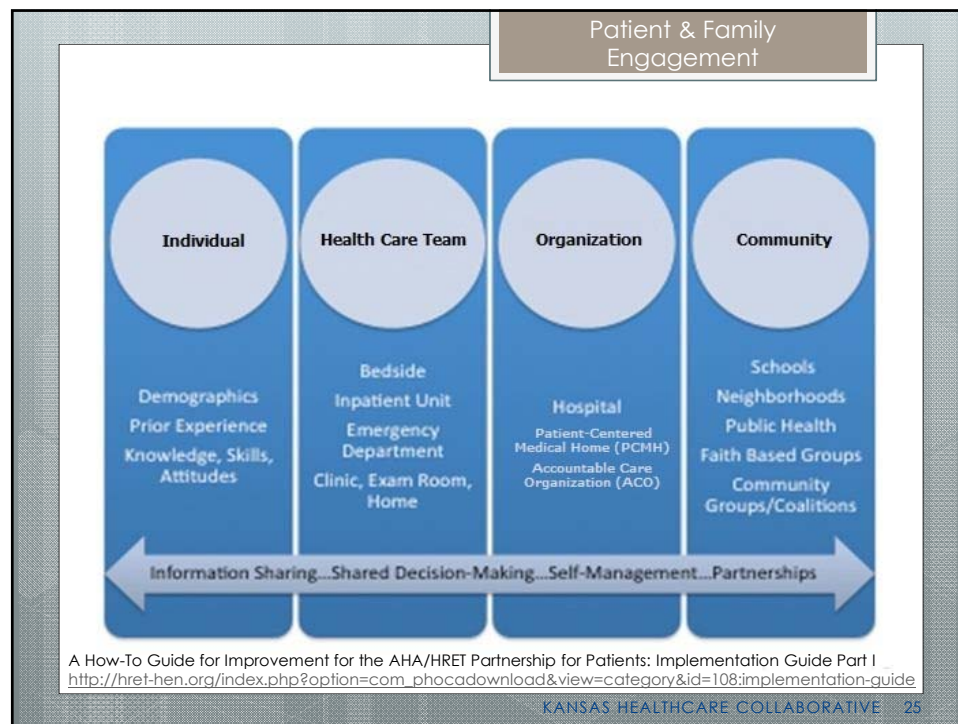 Patient & Family
Engagement
Individual
Demographics
Prior Experience
Knowledge, Skills,
Attitudes
Health Care Team
Bedside
Inpatient Unit
Emergency
Department
Clinic, Exam Room,
Home
Organization
Hospital
Patient-Centered
Medical Home (PCMH)
Accountable Care
Organization (ACO)
Community
Schools
Neighborhoods
Public Health
Faith Based Groups
Community
Groups/Coalitions
Information Sharing...Shared Decision-Making...Self-Management...Partnerships
A How-To Guide for Improvement for the AHA/HRET Partnership for Patients: Implementation Guide Part I
http://hret-hen.org/index.php?option=com_phocadownload&view=category&id=108:implementation-guide
KANSAS HEALTHCARE COLLABORATIVE 25